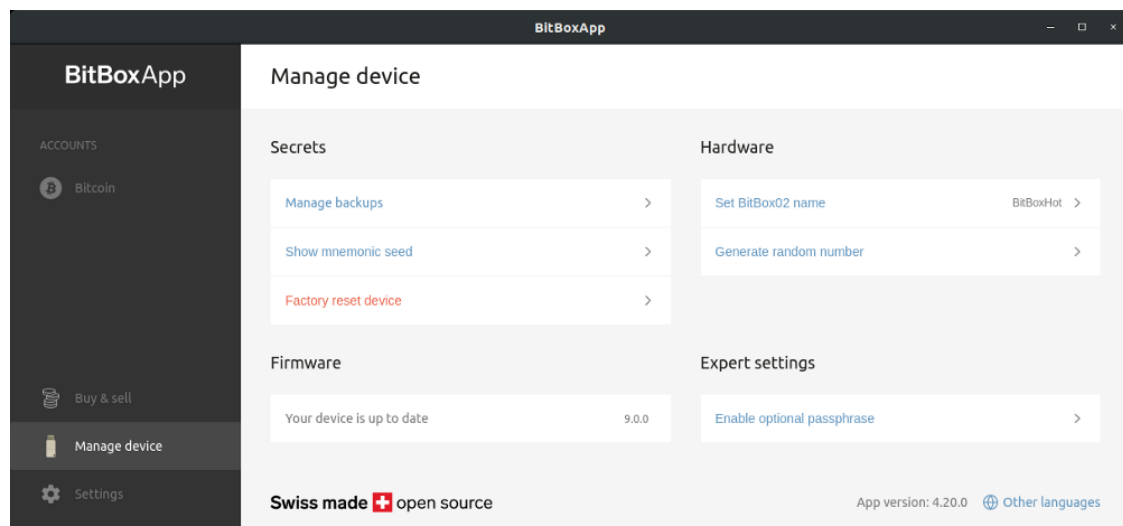 BitBoxApp
BitBoxApp
Manage device
ACCOUNTS
Bitcoin
Buy & sell
Manage device
Settings
Secrets
Manage backups
Show mnemonic seed
Factory reset device
Hardware
Set BitBox02 name BitBoxHot
Generate random number
Firmware
Your device is up to date 9.0.0
Expert settings
Enable optional passphrase
Swiss made open source
App version: 4.20.0 Other languages